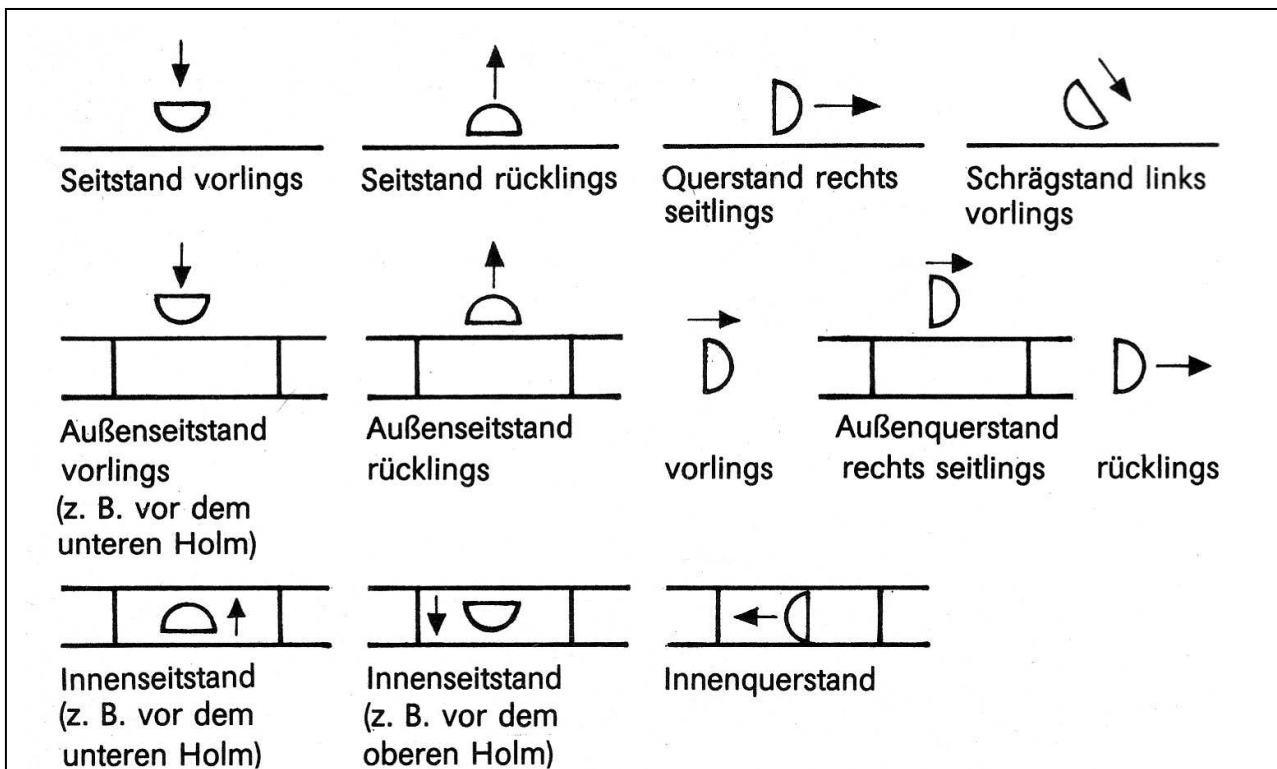 Seitstand vorlings
Seitstand rücklings
Querstand rechts
seitlings
Schrägstand links
vorlings
Außenseitstand
vorlings
(z. B. vor dem
unteren Holm)
Außenseitstand
rücklings
vorlings
Außenquerstand
rechts seitlings
rücklings
Innenseitstand
(z. B. vor dem
unteren Holm)
Innenseitstand
(z. B. vor dem
oberen Holm)
Innenquerstand